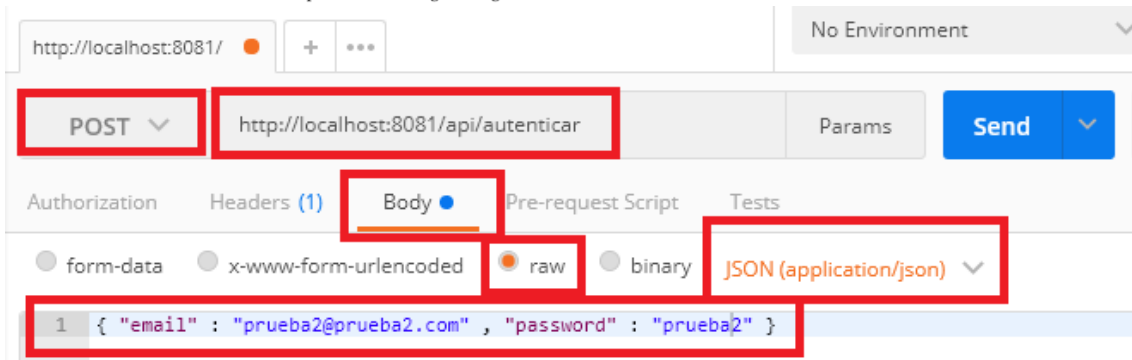 http://localhost:8081/ + ••• No Environment
POST http://localhost:8081/api/autenticar Params Send
Authorization Headers (1) Body Pre-request Script Tests
form-data x-www-form-urlencoded raw binary JSON (application/json)
1 { "email" : "prueba2@prueba2.com" , "password" : "prueba2" }